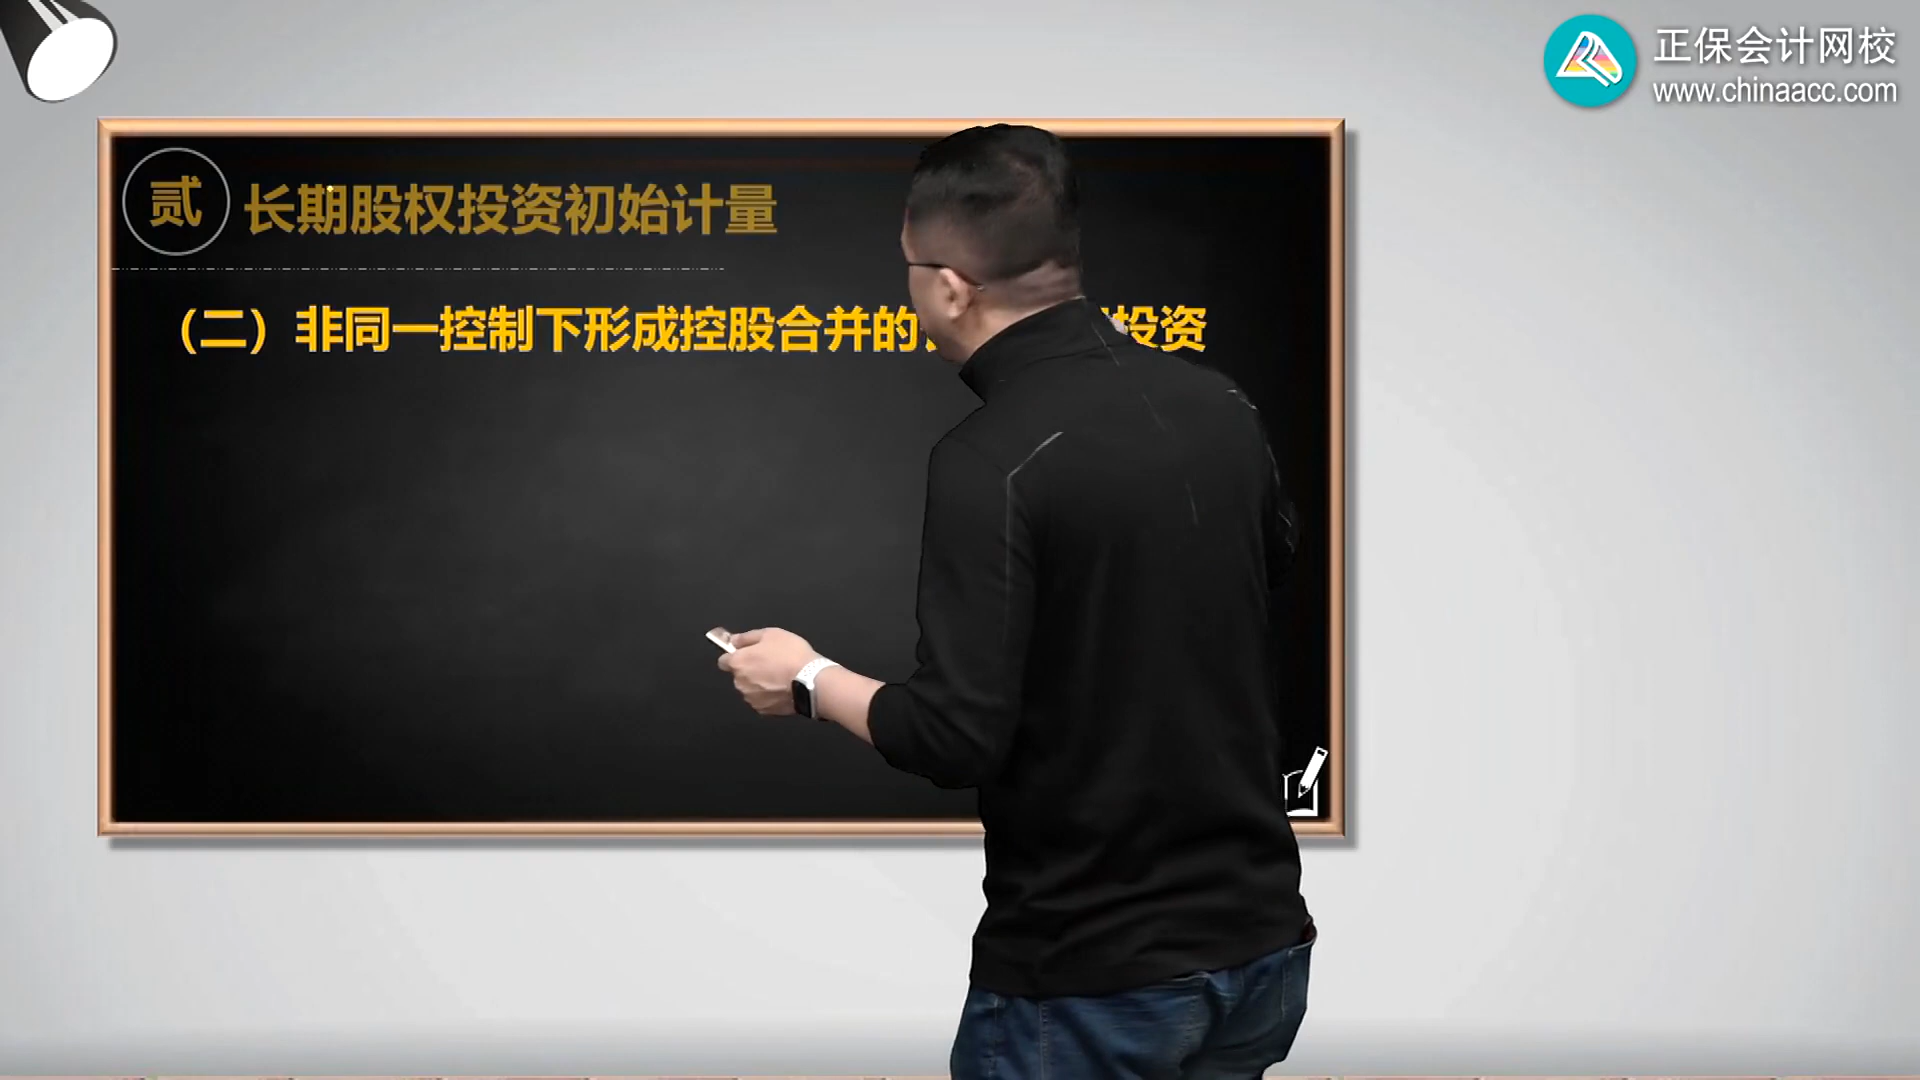 正保会计网校
www.chinaacc.com
贰 长期股权投资初始计量
（二）非同一控制下形成控股合并的 投资